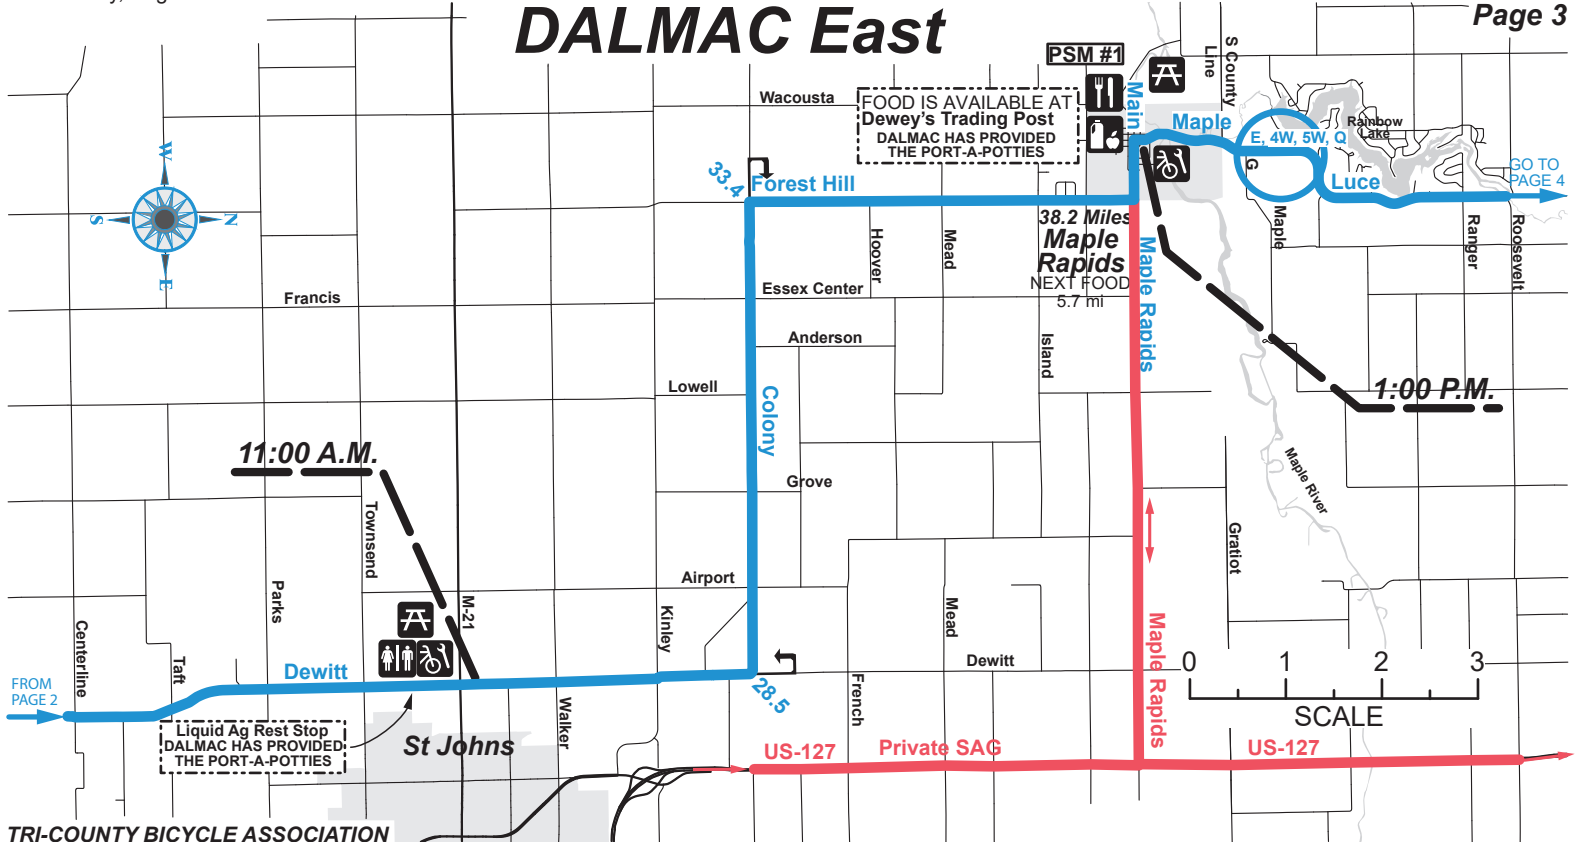 DALMAC East
Page 3
PSM #1
FOOD IS AVAILABLE AT
Dewey's Trading Post
DALMAC HAS PROVIDED
THE PORT-A-POTTIES
Wacousta
Main
Maple
S County
Line
E, 4W, 5W, Q
G
Rainbow
Lake
Luce
GO TO
PAGE 4
33.4
Forest Hill
38.2 Miles
Maple
Rapids
NEXT FOOD
5.7 mi
Maple Rapids
Hoover
Mead
Maple
Ranger
Roosevelt
W
S
N
E
Francis
Essex Center
Anderson
Island
Lowell
Colony
1:00 P.M.
11:00 A.M.
Grove
Maple River
Townsend
Gratiot
Airport
Parks
M-21
Kinley
Mead
Maple Rapids
Centerline
Taft
Dewitt
Dewitt
0 1 2 3
SCALE
FROM
PAGE 2
28.5
French
Walker
Liquid Ag Rest Stop
DALMAC HAS PROVIDED
THE PORT-A-POTTIES
St Johns
US-127
Private SAG
US-127
TRI-COUNTY BICYCLE ASSOCIATION